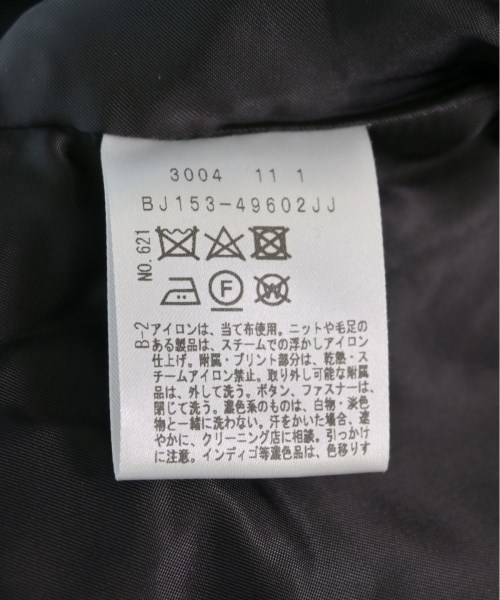 3004 11 1
BJ153-49602JJ
NO.621
F
W
B-2
アイロンは、当て布使用。ニットや毛足の
ある製品は、スチームでの浮かしアイロン
仕上げ。附属・プリント部分は、乾熱・ス
チームアイロン禁止。取り外し可能な附属
品は、外して洗う。ボタン、ファスナーは、
閉じて洗う。濃色系のものは、白物・淡色
物と一緒に洗わない。汗をかいた場合、速
やかに、クリーニング店に相談。引っかけ
に注意。インディゴ等濃色品は、色移りす